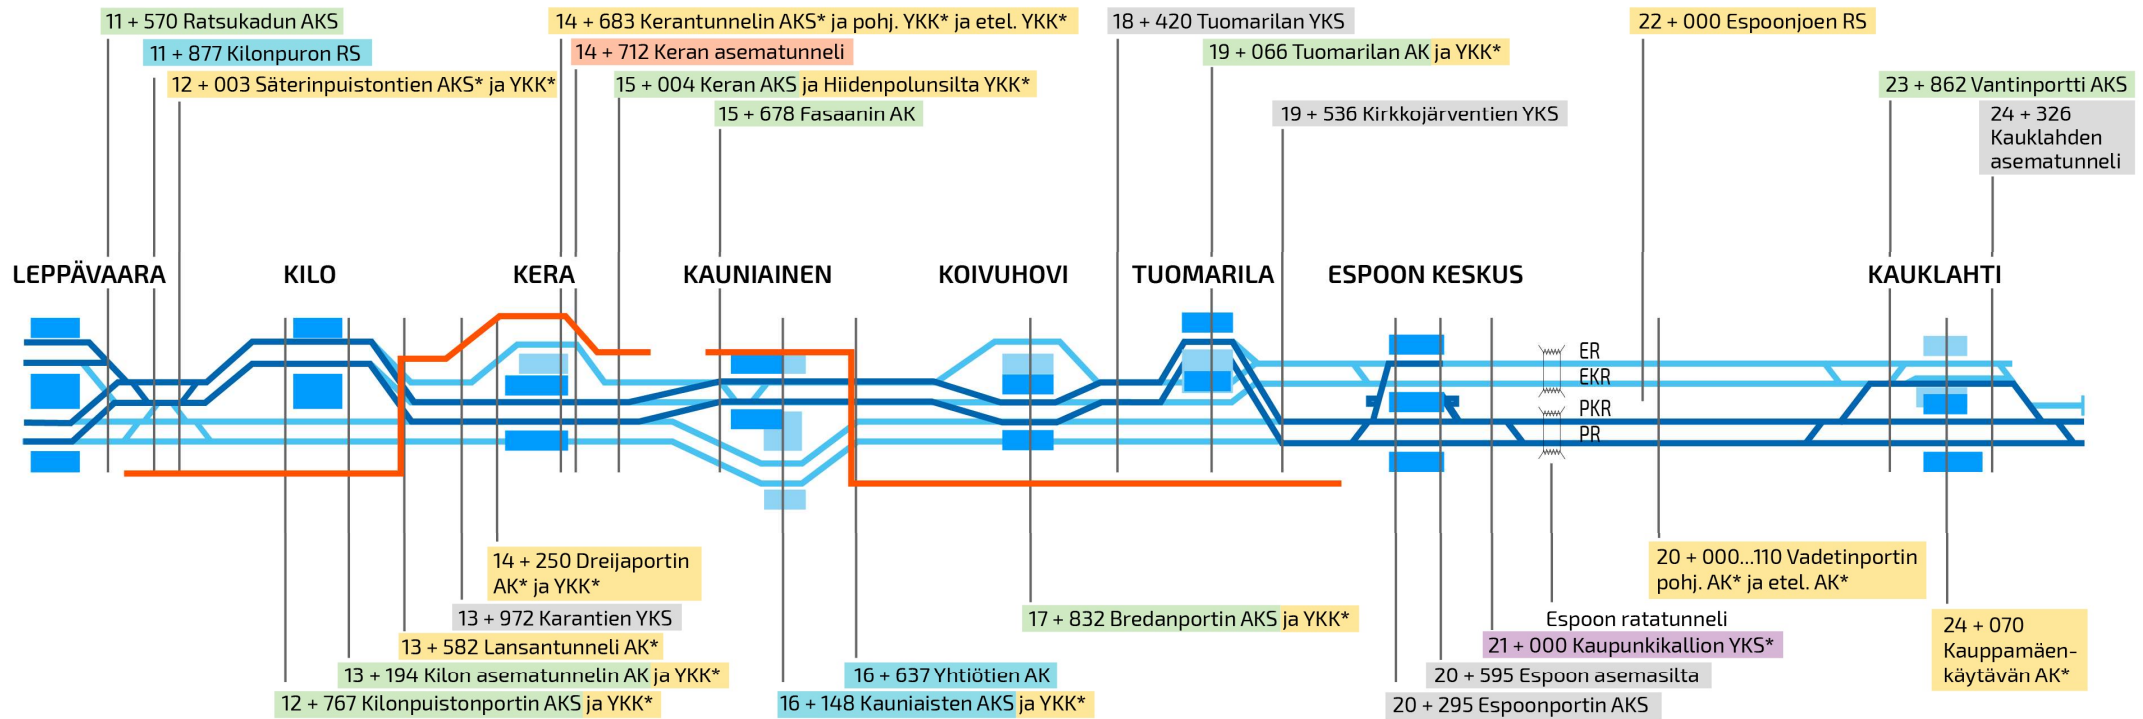 11 + 570 Ratsukadun AKS
11 + 877 Kilonpuron RS
12 + 003 Säterinpuistontien AKS* ja YKK*
14 + 683 Kerantunnelin AKS* ja pohj. YKK* ja etel. YKK*
14 + 712 Keran asematunneli
15 + 004 Keran AKS ja Hiidenpolunsilta YKK*
15 + 678 Fasaanin AK
18 + 420 Tuomarilan YKS
19 + 066 Tuomarilan AK ja YKK*
19 + 536 Kirkkojärventien YKS
22 + 000 Espoonjoen RS
23 + 862 Vantinportti AKS
24 + 326
Kauklahden
asematunneli
LEPPÄVAARA
KILO
KERA
KAUNIAINEN
KOIVUHOVI
TUOMARILA
ESPOON KESKUS
KAUKLAHTI
ER
EKR
PKR
PR
14 + 250 Dreijaportin
AK* ja YKK*
13 + 972 Karantien YKS
13 + 582 Lansantunneli AK*
13 + 194 Kilon asematunnelin AK ja YKK*
12 + 767 Kilonpuistonportin AKS ja YKK*
17 + 832 Bredanportin AKS ja YKK*
16 + 637 Yhtiötien AK
16 + 148 Kauniaisten AKS ja YKK*
20 + 000...110 Vadetinportin
pohj. AK* ja etel. AK*
Espoon ratatunneli
21 + 000 Kaupunkikallion YKS*
20 + 595 Espoon asemasilta
20 + 295 Espoonportin AKS
24 + 070
Kauppamäen-
käytävän AK*